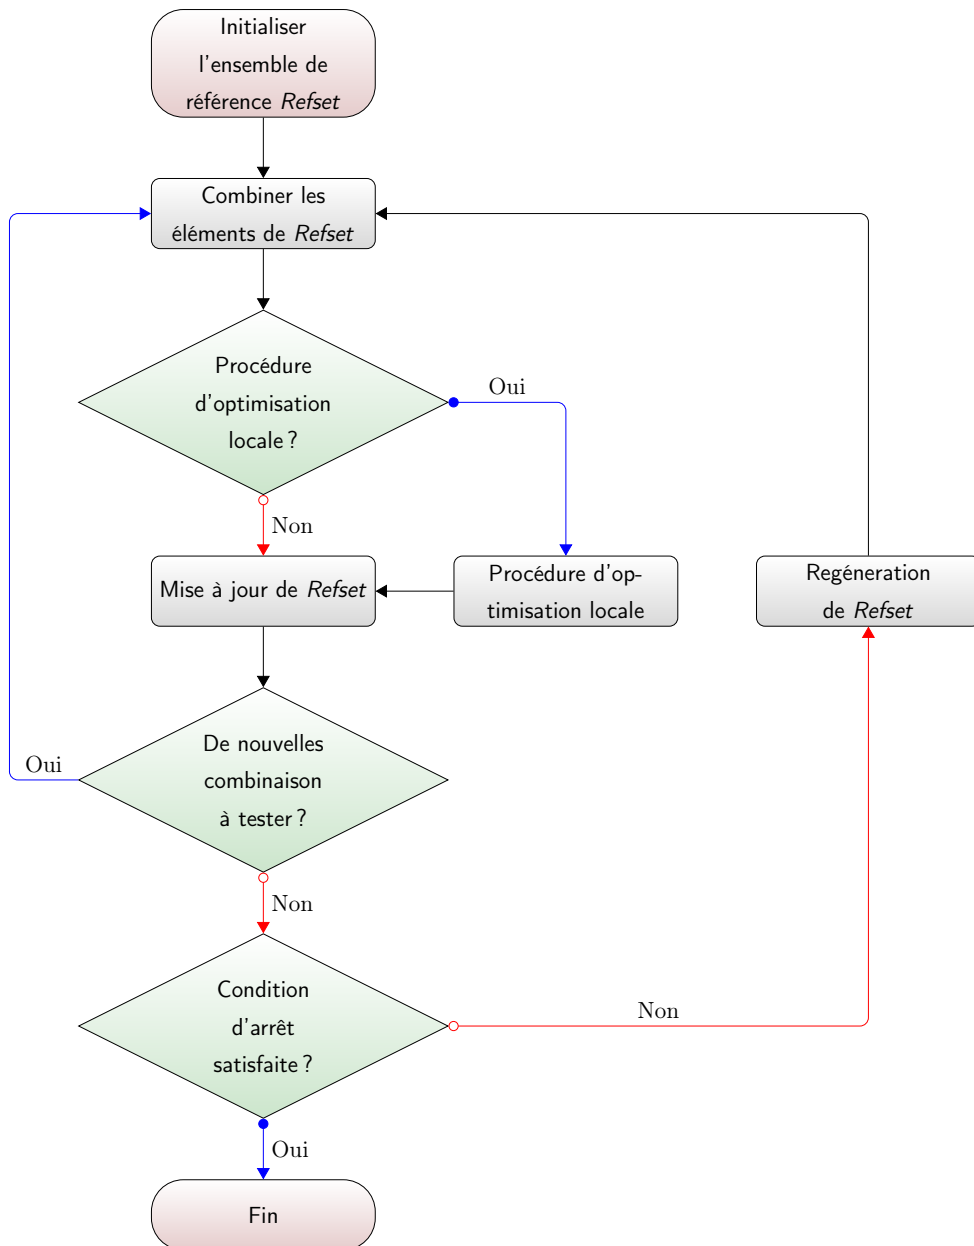 Initialiser
l'ensemble de
référence Refset
Combiner les
éléments de Refset
Procédure
d'optimisation
locale ?
Oui
Non
Mise à jour de Refset
Procédure d'op-
timisation locale
Regéneration
de Refset
De nouvelles
combinaison
à tester ?
Oui
Non
Condition
d'arrêt
satisfaite ?
Non
Oui
Fin